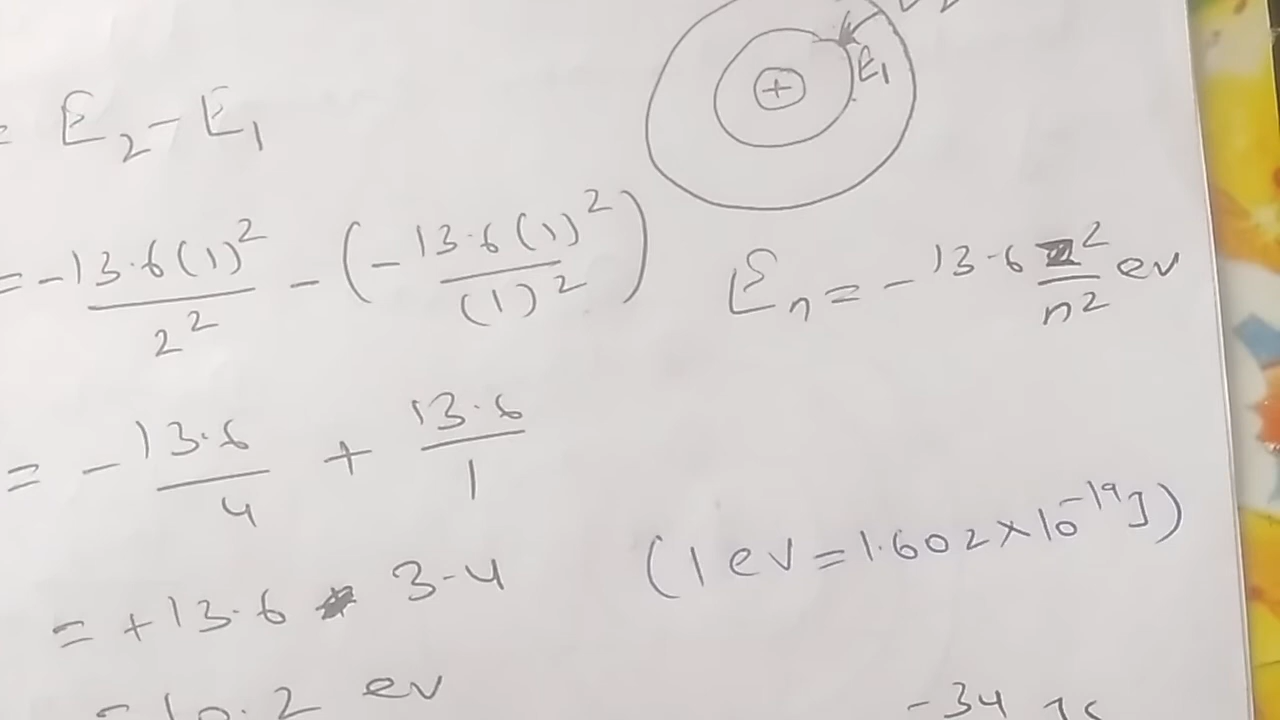 = E₂ - E₁
+
E₁
= -13.6(1)²/2² - (-13.6(1)²/(1)²)
Eₙ = -13.6 z²/n² ev
= -13.6/4 + 13.6/1
(1 ev = 1.602 × 10⁻¹⁹ J)
= +13.6 - 3.4
= 10.2 ev
-34 Js